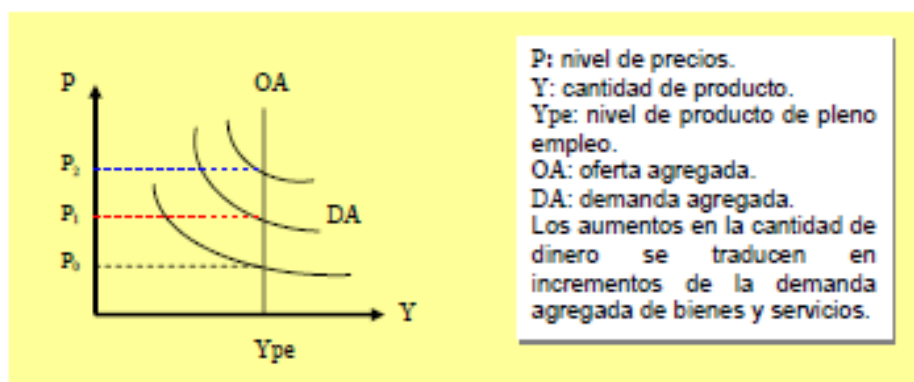 P
OA
P₂
P₁
DA
P₀
Y
Ype
P: nivel de precios.
Y: cantidad de producto.
Ype: nivel de producto de pleno
empleo.
OA: oferta agregada.
DA: demanda agregada.
Los aumentos en la cantidad de
dinero se traducen en
incrementos de la demanda
agregada de bienes y servicios.